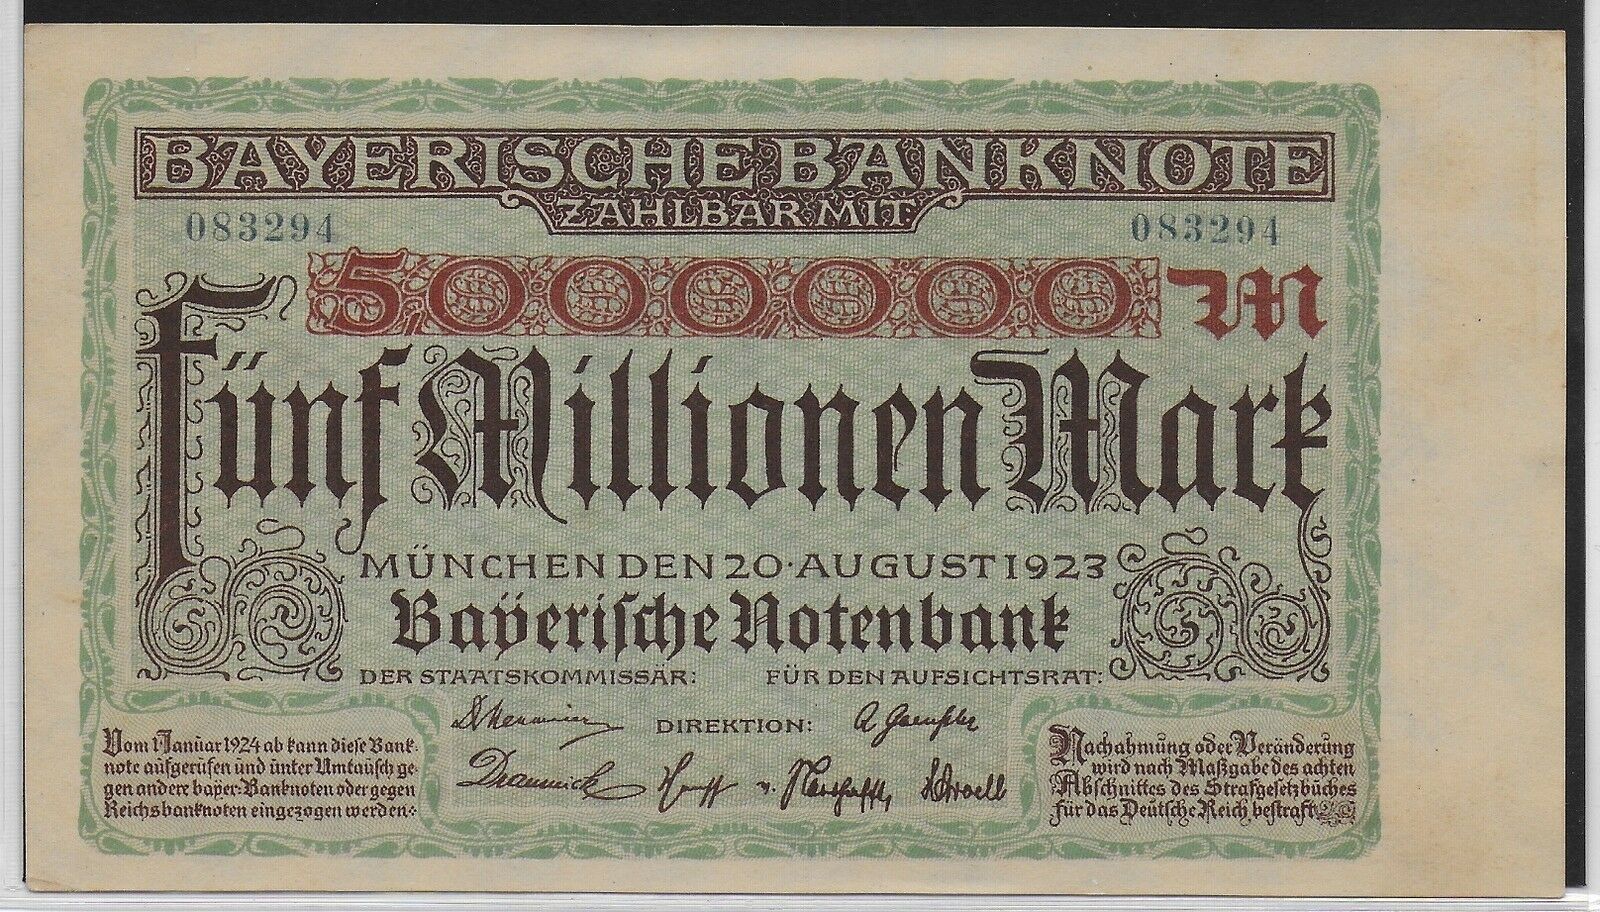 BAYERISCHE BANKNOTE
ZAHLBAR MIT
083294 083294
5000000 M
Fünf Millionen Mark
MÜNCHEN DEN 20·AUGUST 1923
Bayerische Notenbank
DER STAATSKOMMISSÄR: FÜR DEN AUFSICHTSRAT:
DIREKTION:
Vom 1. Januar 1924 ab kann diese Bank-
note aufgerufen und unter Umtausch ge-
gen andere bayer. Banknoten oder gegen
Reichsbanknoten eingezogen werden
Nachahmung oder Veränderung
wird nach Maßgabe des achten
Abschnittes des Strafgesetzbuches
für das Deutsche Reich bestraft